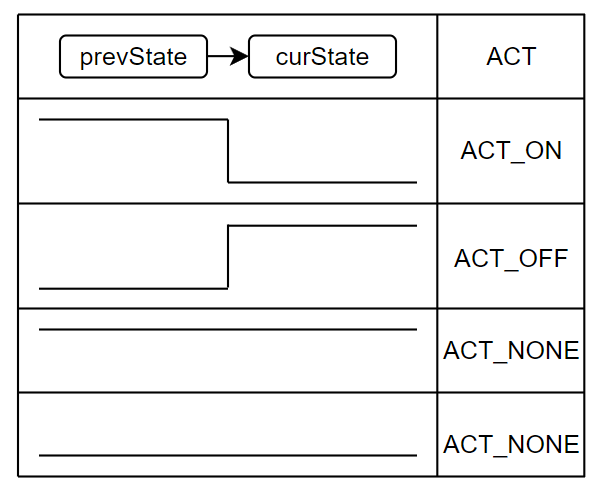 prevState curState ACT
ACT_ON
ACT_OFF
ACT_NONE
ACT_NONE